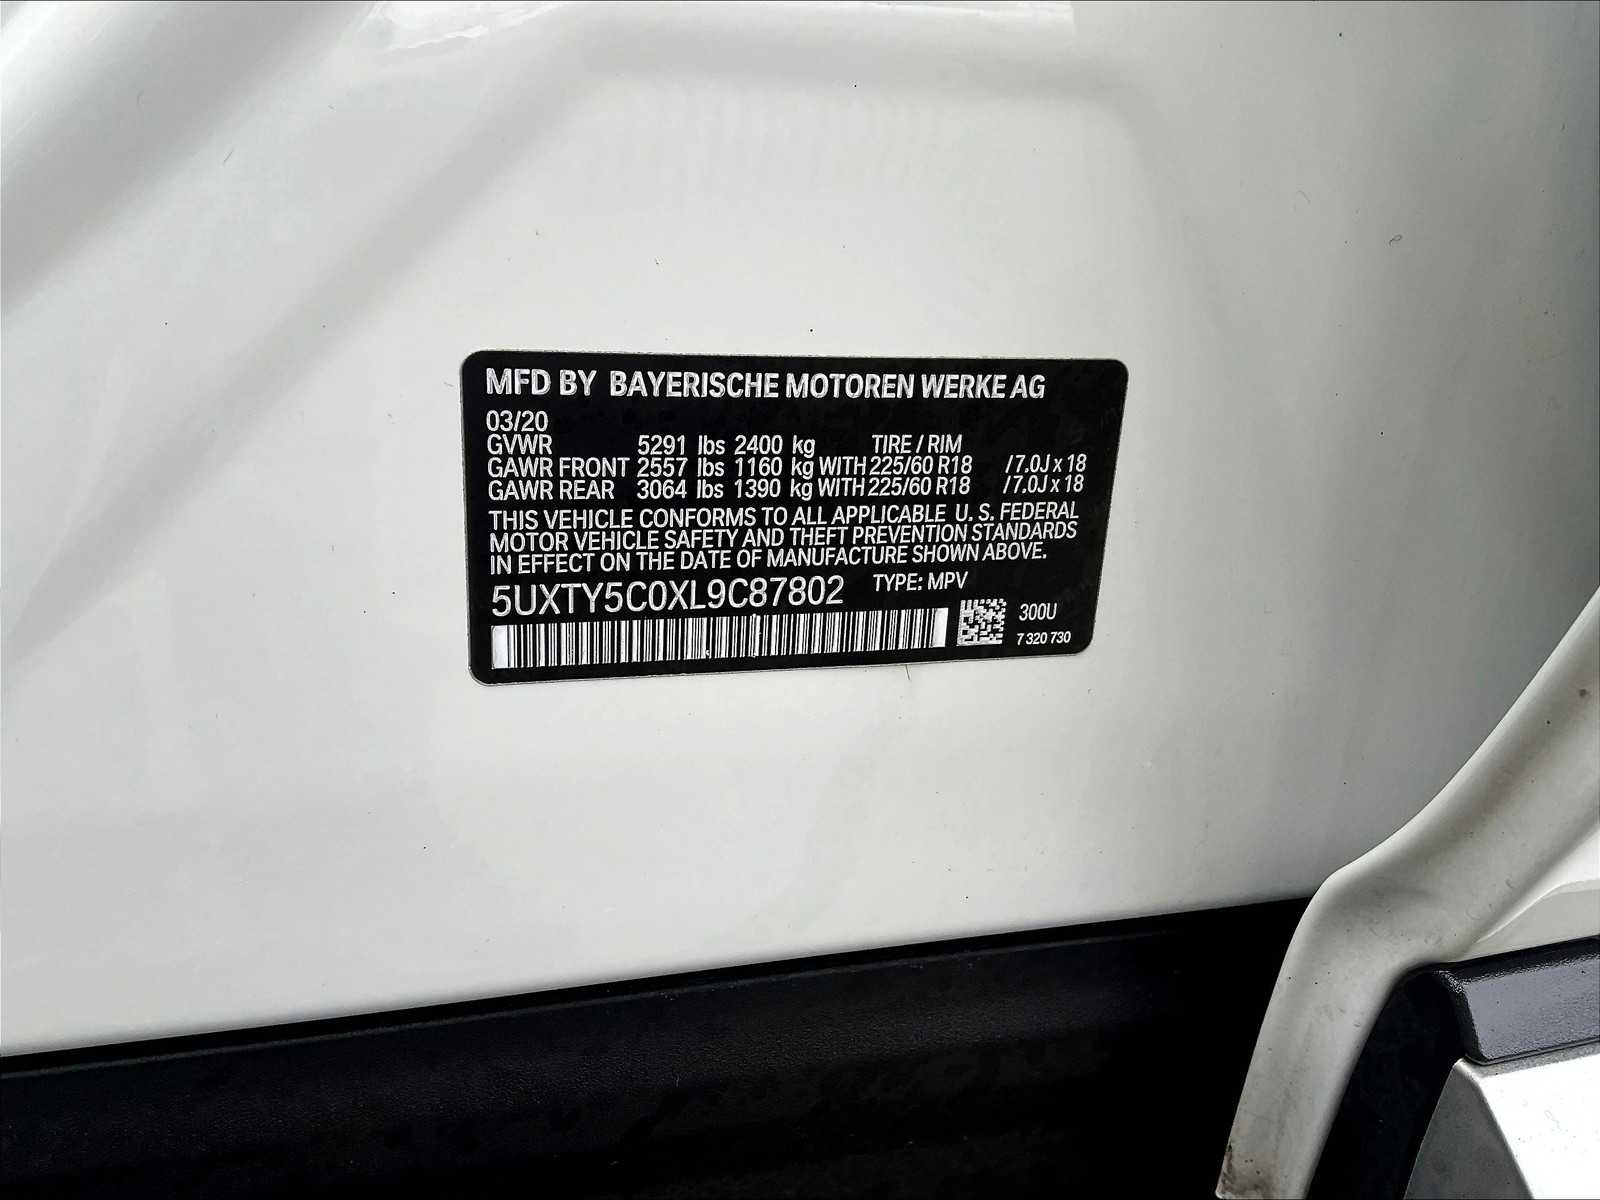 MFD BY BAYERISCHE MOTOREN WERKE AG
03/20
GVWR 5291 lbs 2400 kg TIRE / RIM
GAWR FRONT 2557 lbs 1160 kg WITH 225/60 R18 / 7.0J x 18
GAWR REAR 3064 lbs 1390 kg WITH 225/60 R18 / 7.0J x 18
THIS VEHICLE CONFORMS TO ALL APPLICABLE U. S. FEDERAL
MOTOR VEHICLE SAFETY AND THEFT PREVENTION STANDARDS
IN EFFECT ON THE DATE OF MANUFACTURE SHOWN ABOVE.
5UXTY5C0XL9C87802 TYPE: MPV
300U
7 320 730